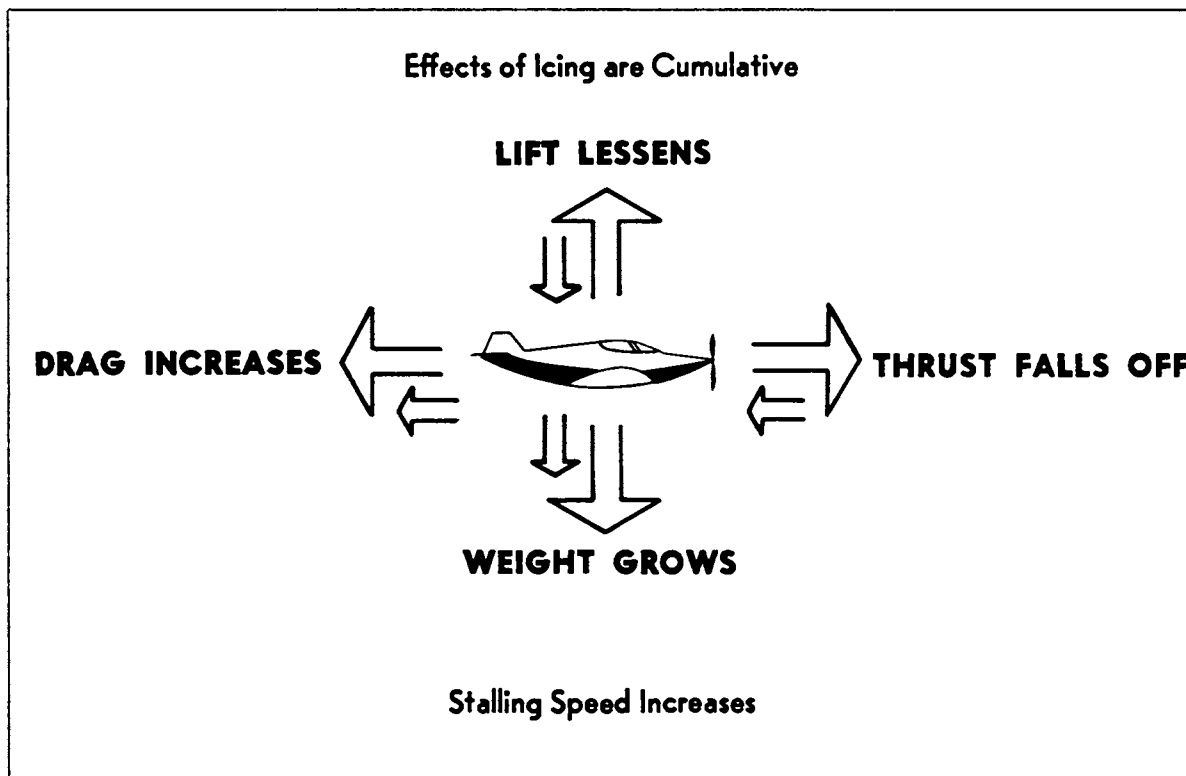 Effects of Icing are Cumulative
LIFT LESSENS
DRAG INCREASES
THRUST FALLS OFF
WEIGHT GROWS
Stalling Speed Increases